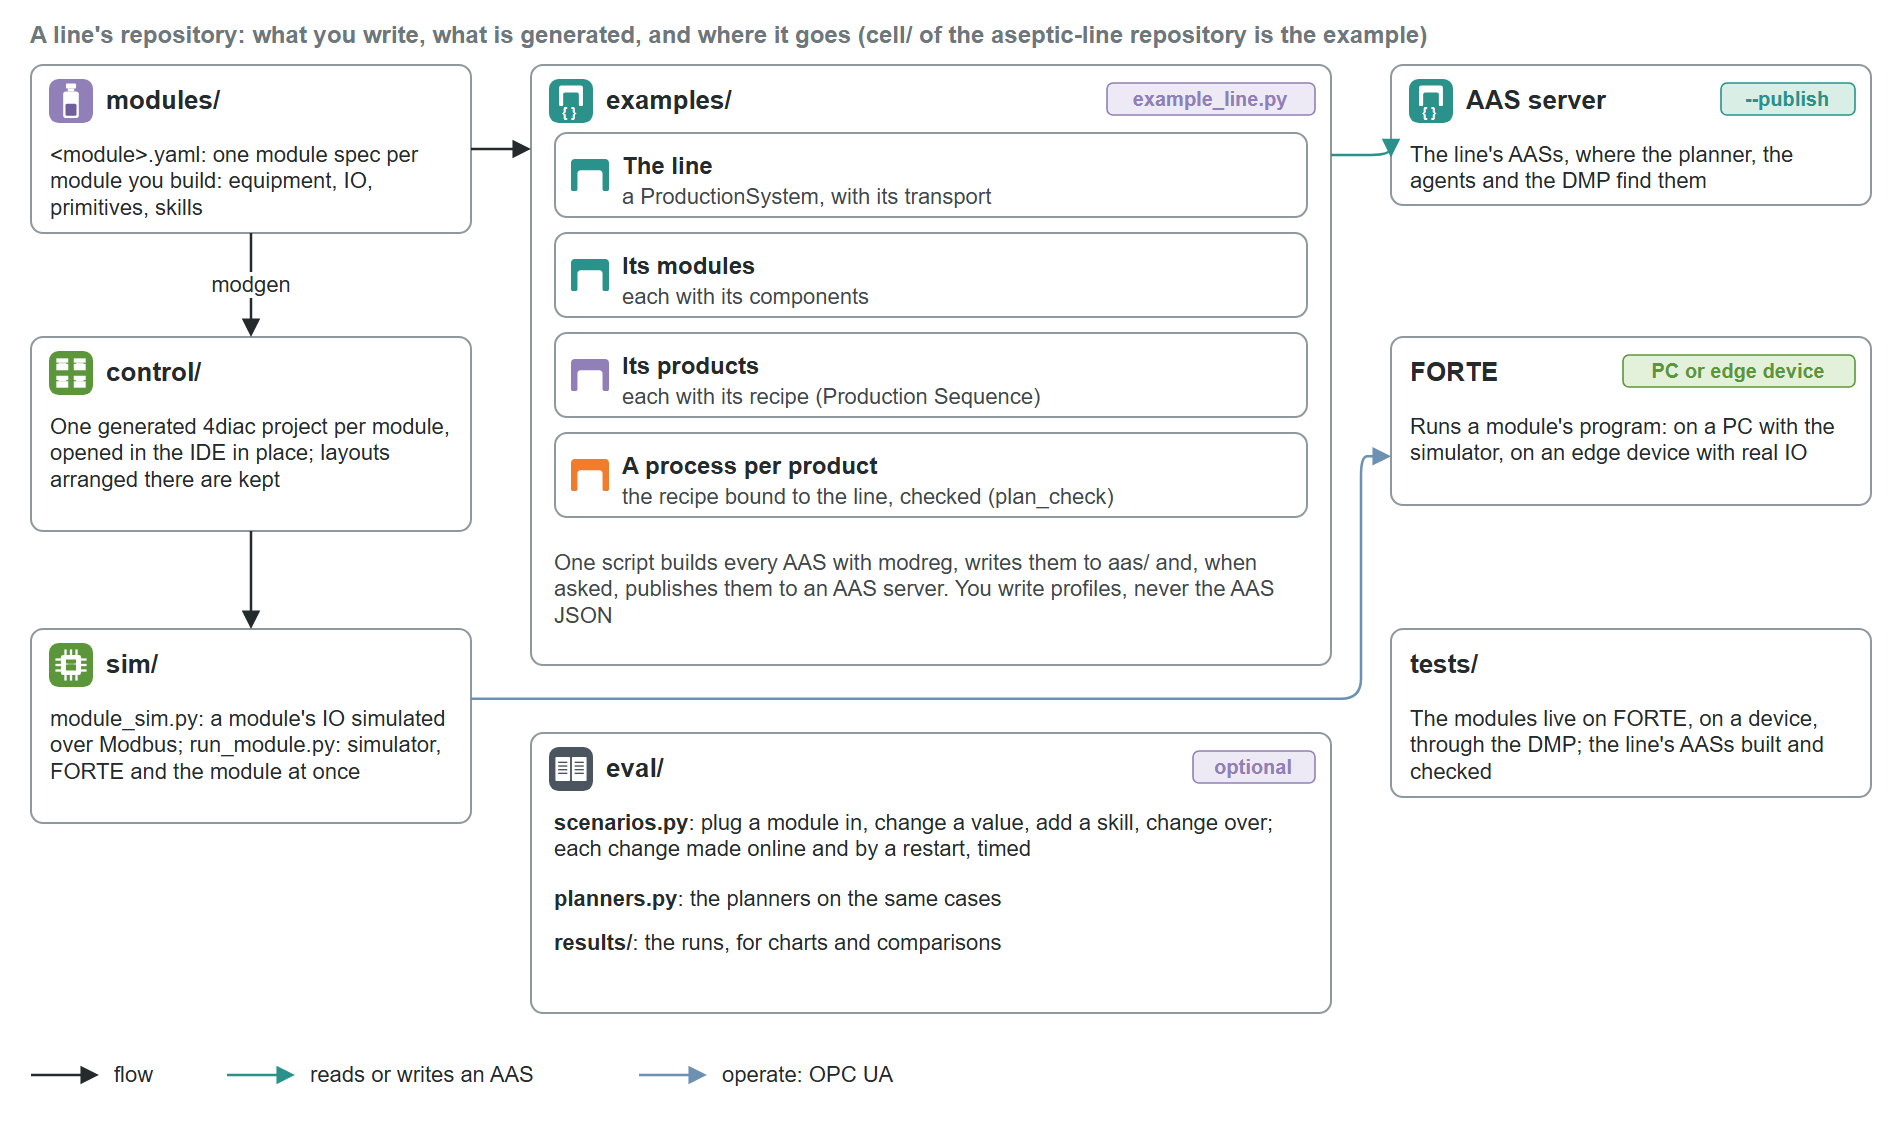 A line's repository: what you write, what is generated, and where it goes (cell/ of the aseptic-line repository is the example)
modules/
<module>.yaml: one module spec per
module you build: equipment, IO,
primitives, skills
modgen
control/
One generated 4diac project per module,
opened in the IDE in place; layouts
arranged there are kept
sim/
module_sim.py: a module's IO simulated
over Modbus; run_module.py: simulator,
FORTE and the module at once
examples/
example_line.py
The line
a ProductionSystem, with its transport
Its modules
each with its components
Its products
each with its recipe (Production Sequence)
A process per product
the recipe bound to the line, checked (plan_check)
One script builds every AAS with modreg, writes them to aas/ and, when
asked, publishes them to an AAS server. You write profiles, never the AAS
JSON
eval/
optional
scenarios.py: plug a module in, change a value, add a skill, change over;
each change made online and by a restart, timed
planners.py: the planners on the same cases
results/: the runs, for charts and comparisons
{ }
AAS server
{ }
--publish
The line's AASs, where the planner, the
agents and the DMP find them
FORTE
PC or edge device
Runs a module's program: on a PC with the
simulator, on an edge device with real IO
tests/
The modules live on FORTE, on a device,
through the DMP; the line's AASs built and
checked
flow
reads or writes an AAS
operate: OPC UA